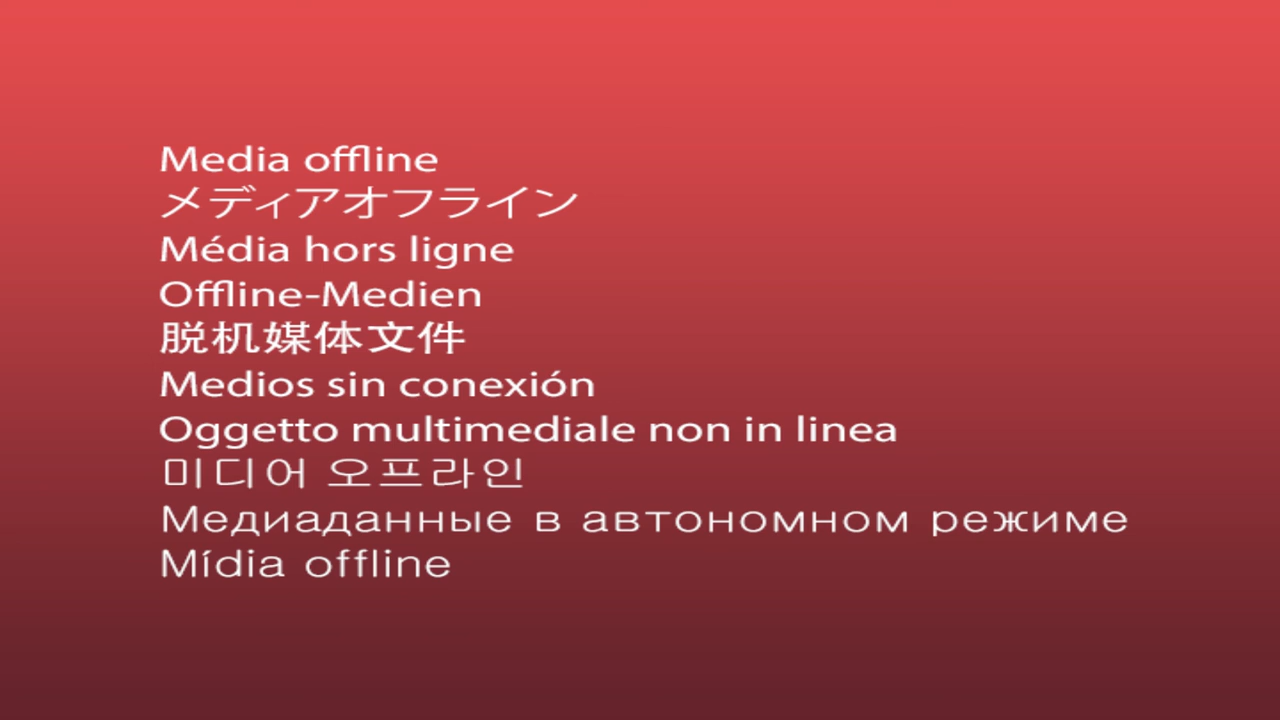 Media offline
メディアオフライン
Média hors ligne
Offline-Medien
脱机媒体文件
Medios sin conexión
Oggetto multimediale non in linea
미디어 오프라인
Медиаданные в автономном режиме
Mídia offline